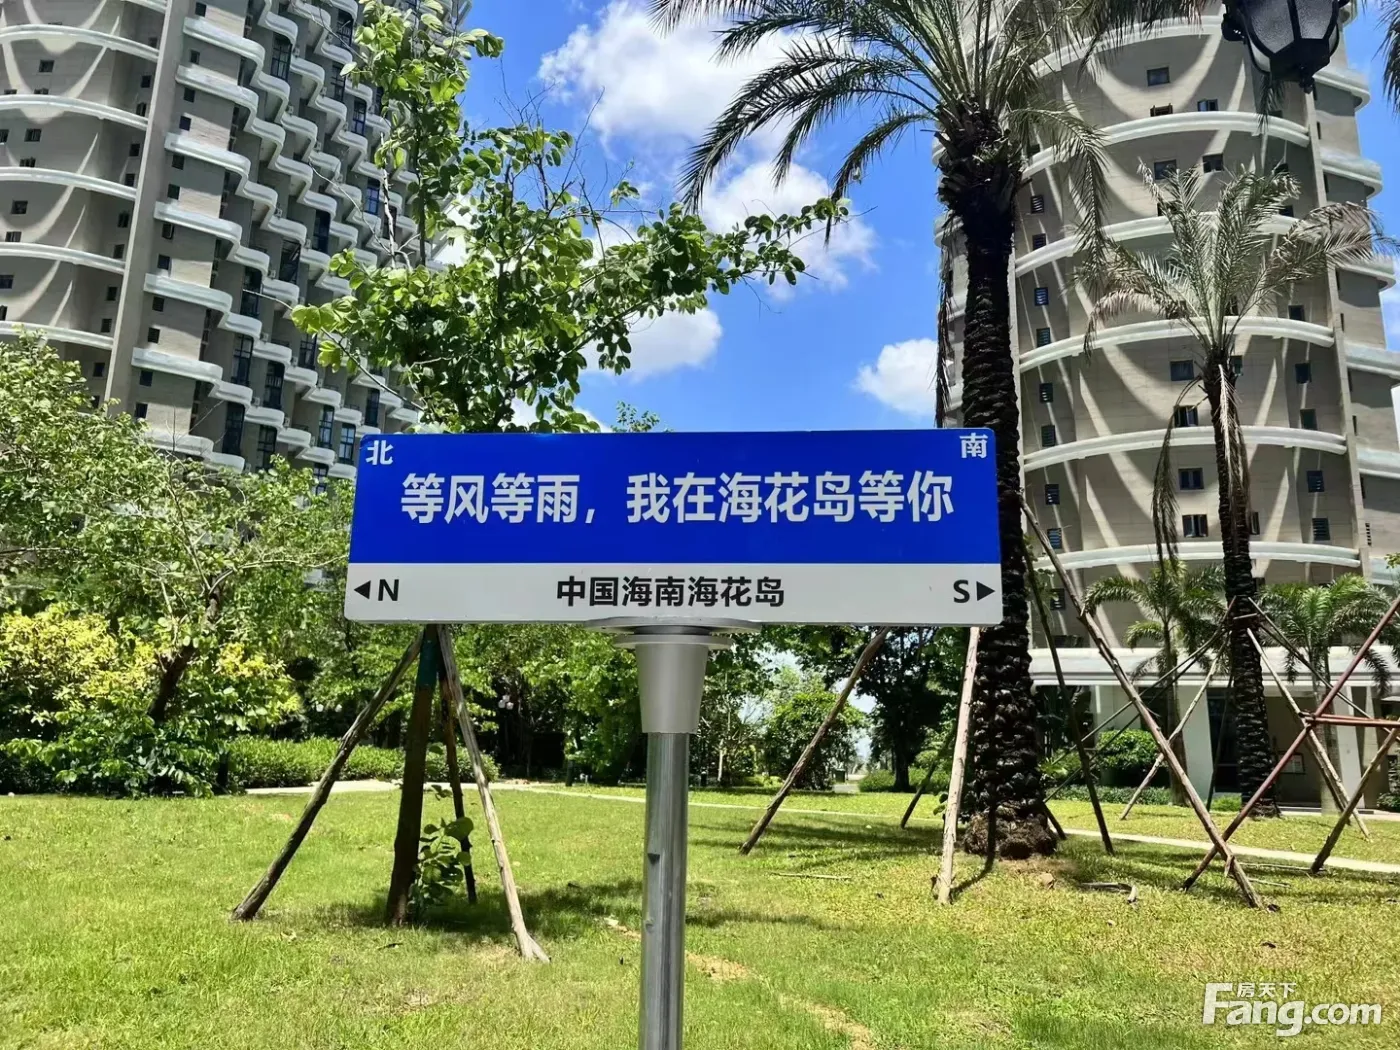 北 南
等风等雨，我在海花岛等你
◀N 中国海南海花岛 S▶
房天下
Fang.com